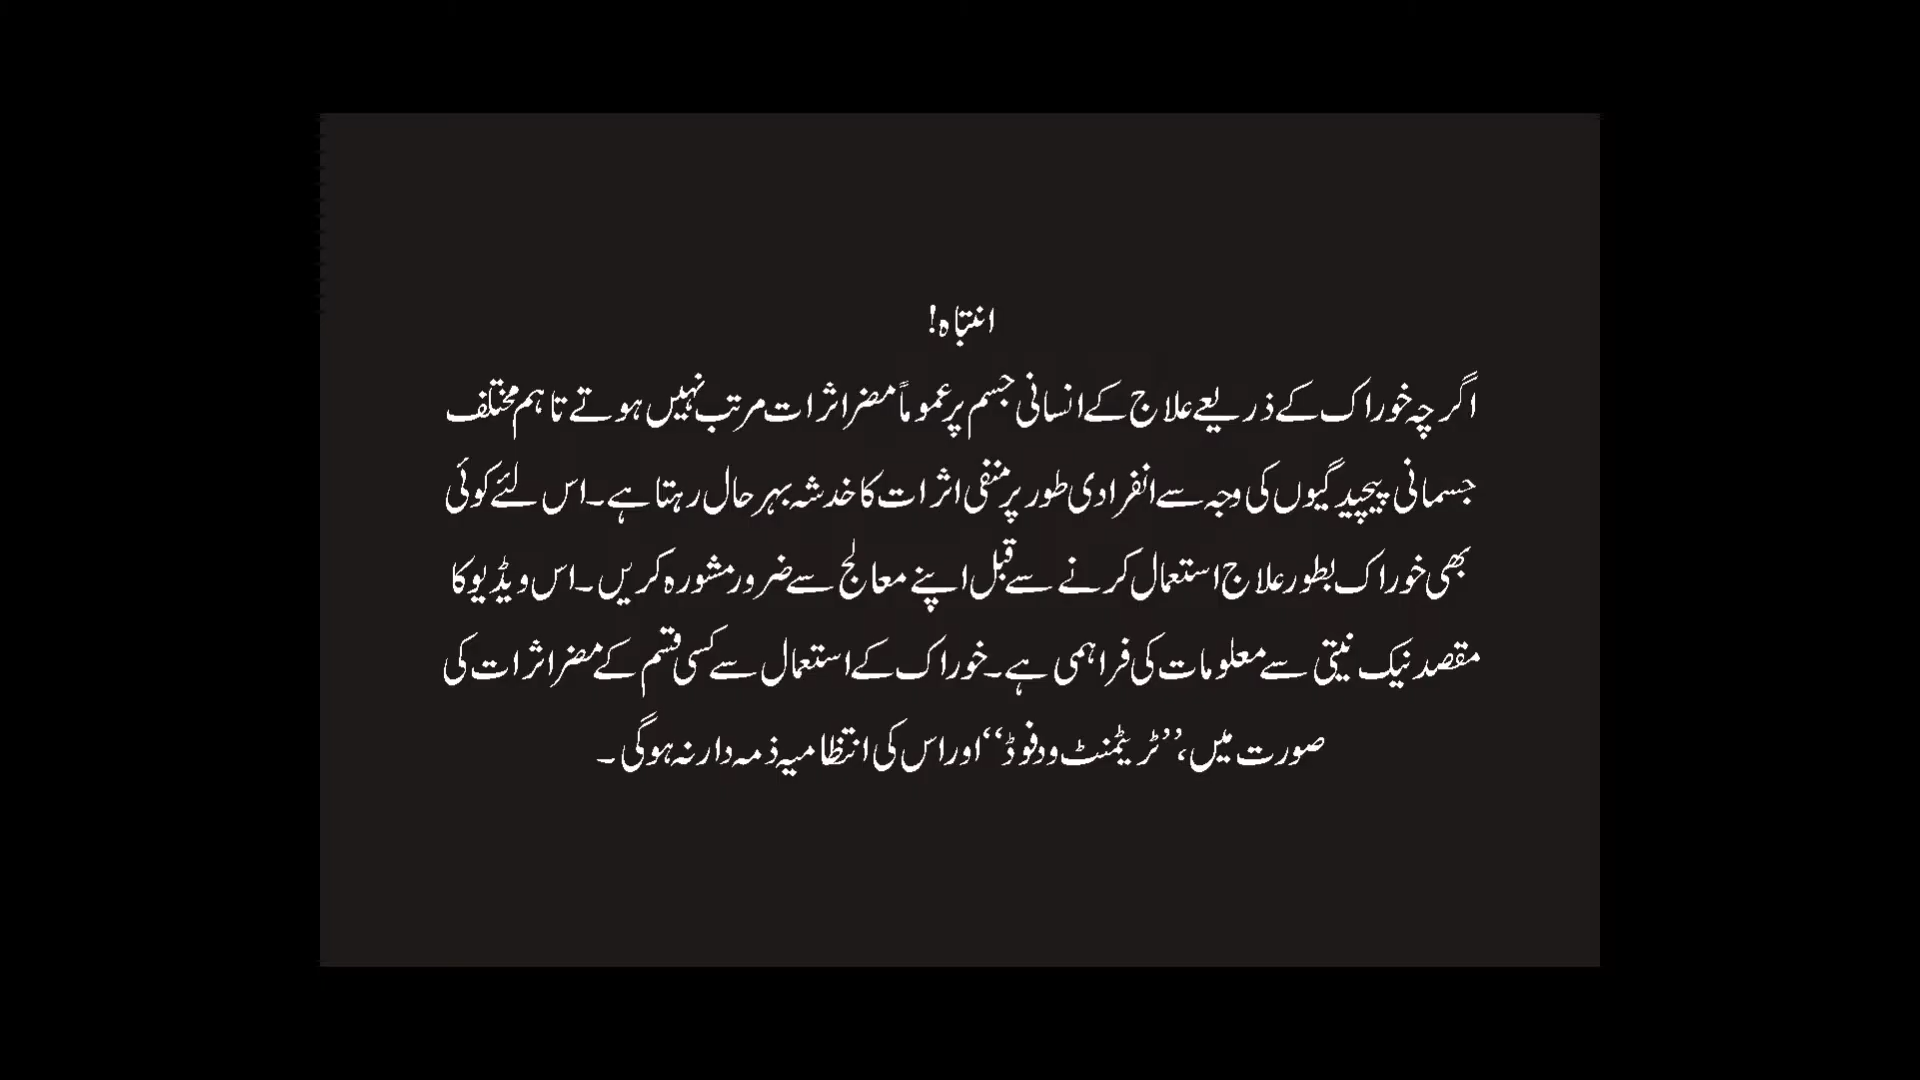 انتباہ!
اگرچہ خوراک کے ذریعے علاج کے انسانی جسم پر عموماً مضر اثرات مرتب نہیں ہوتے تاہم مختلف
جسمانی پیچیدگیوں کی وجہ سے انفرادی طور پر منفی اثرات کا خدشہ بہرحال رہتا ہے۔ اس لئے کوئی
بھی خوراک بطور علاج استعمال کرنے سے قبل اپنے معالج سے ضرور مشورہ کریں۔ اس ویڈیو کا
مقصد نیک نیتی سے معلومات کی فراہمی ہے۔ خوراک کے استعمال سے کسی قسم کے مضر اثرات کی
صورت میں، ’’ٹریٹمنٹ ود فوڈ‘‘ اور اس کی انتظامیہ ذمہ دار نہ ہوگی۔